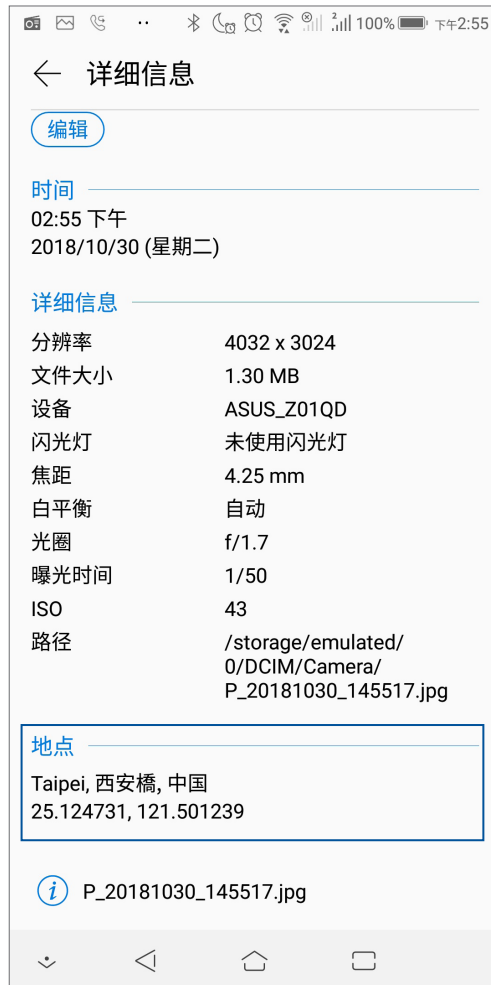 100% 下午2:55
详细信息
编辑
时间
02:55 下午
2018/10/30 (星期二)
详细信息
分辨率 4032 x 3024
文件大小 1.30 MB
设备 ASUS_Z01QD
闪光灯 未使用闪光灯
焦距 4.25 mm
白平衡 自动
光圈 f/1.7
曝光时间 1/50
ISO 43
路径 /storage/emulated/
0/DCIM/Camera/
P_20181030_145517.jpg
地点
Taipei, 西安橋, 中国
25.124731, 121.501239
P_20181030_145517.jpg